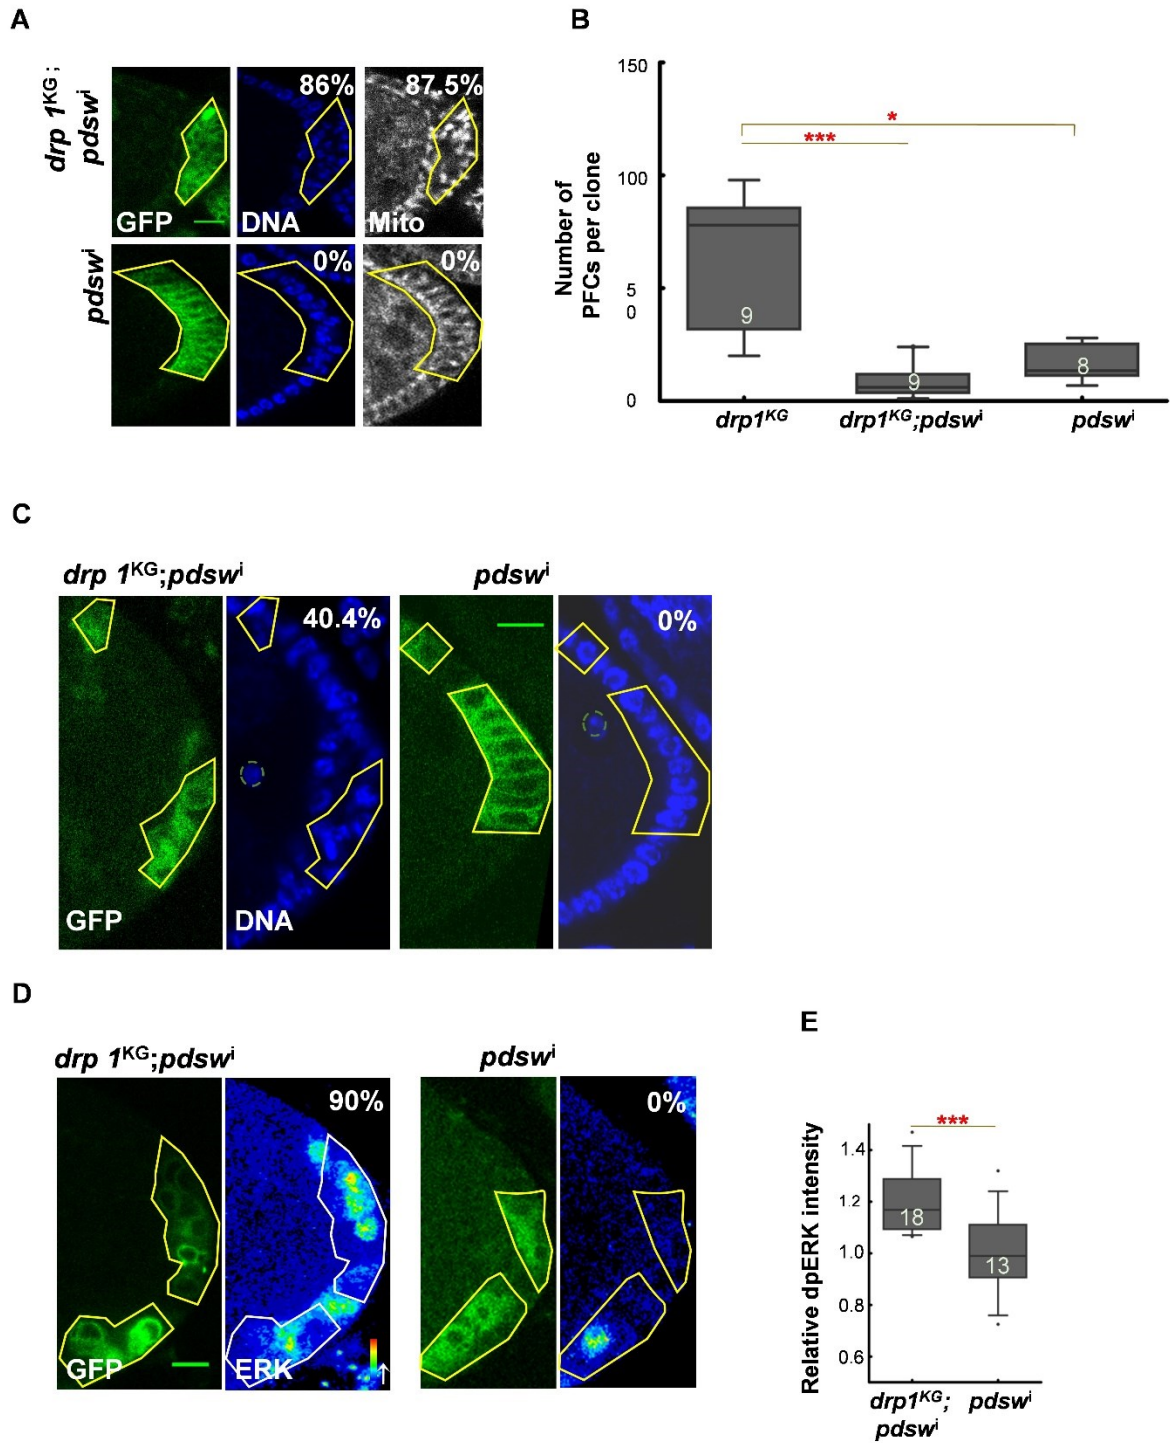 A
drp 1ᴷᴳ;
pdswⁱ
86%
87.5%
GFP
DNA
Mito
pdswⁱ
0%
0%
B
Number of
PFCs per clone
150
100
5
0
0
*
***
9
9
8
drp1ᴷᴳ
drp1ᴷᴳ;pdswⁱ
pdswⁱ
C
drp 1ᴷᴳ;pdswⁱ
pdswⁱ
40.4%
0%
GFP
DNA
D
drp 1ᴷᴳ;pdswⁱ
pdswⁱ
90%
0%
GFP
ERK
E
Relative dpERK intensity
1.4
1.2
1.0
0.8
0.6
***
18
13
drp1ᴷᴳ;
pdswⁱ
pdswⁱ